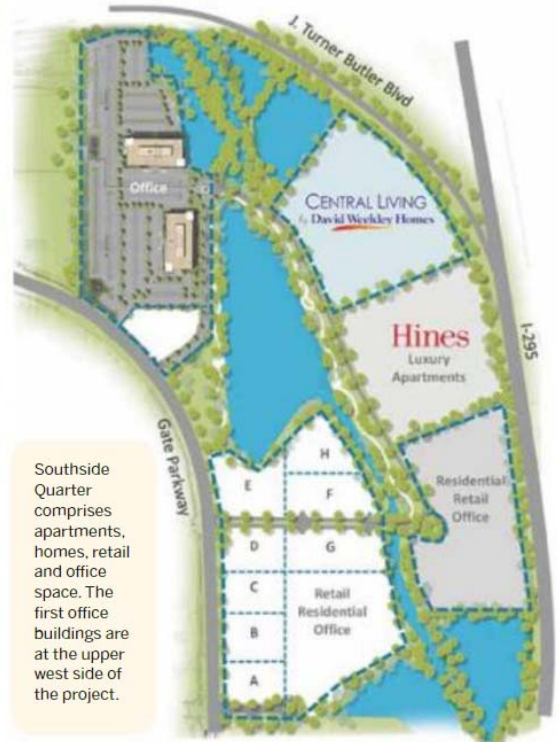 J. Turner Butler Blvd
Office
CENTRAL LIVING
by David Weekley Homes
Hines
Luxury
Apartments
I-295
Gate Parkway
H
E
F
Residential
Retail
Office
D
G
C
Retail
Residential
Office
B
A
Southside
Quarter
comprises
apartments,
homes, retail
and office
space. The
first office
buildings are
at the upper
west side of
the project.